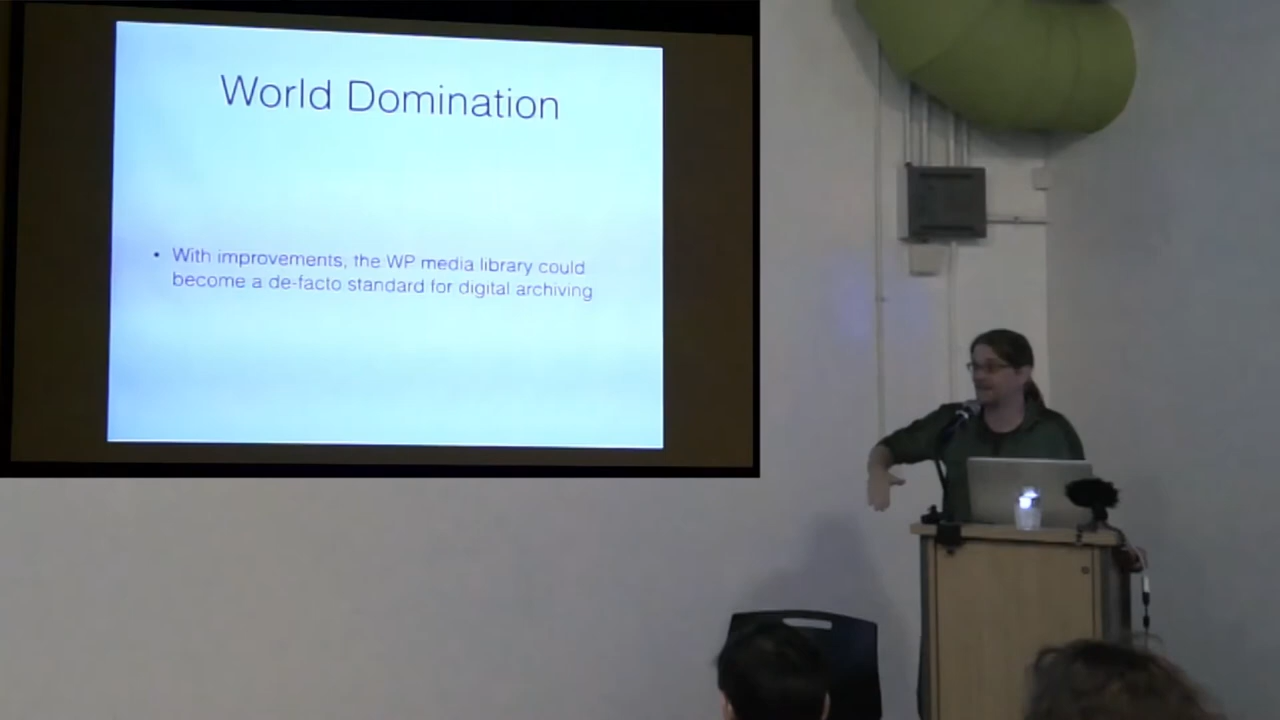 World Domination
• With improvements, the WP media library could
become a de-facto standard for digital archiving